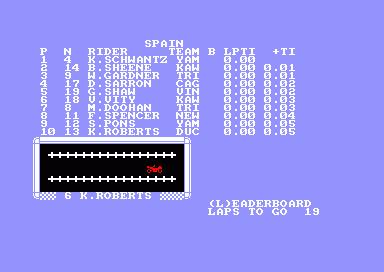 SPAIN
P N RIDER TEAM B LPTI +TI
1 4 K.SCHWANTZ YAM 0.00
2 14 B.SHEENE KAW 0.00 0.01
3 9 W.GARDNER TRI 0.00 0.01
4 17 D.SARRON CAG 0.00 0.02
5 19 G.SHAW VIN 0.00 0.02
6 18 V.VITY KAW 0.00 0.03
7 8 M.DOOHAN TRI 0.00 0.03
8 11 F.SPENCER NEW 0.00 0.04
9 12 S.PONS YAM 0.00 0.05
10 13 K.ROBERTS DUC 0.00 0.05
6 K.ROBERTS
(L)EADERBOARD
LAPS TO GO 19